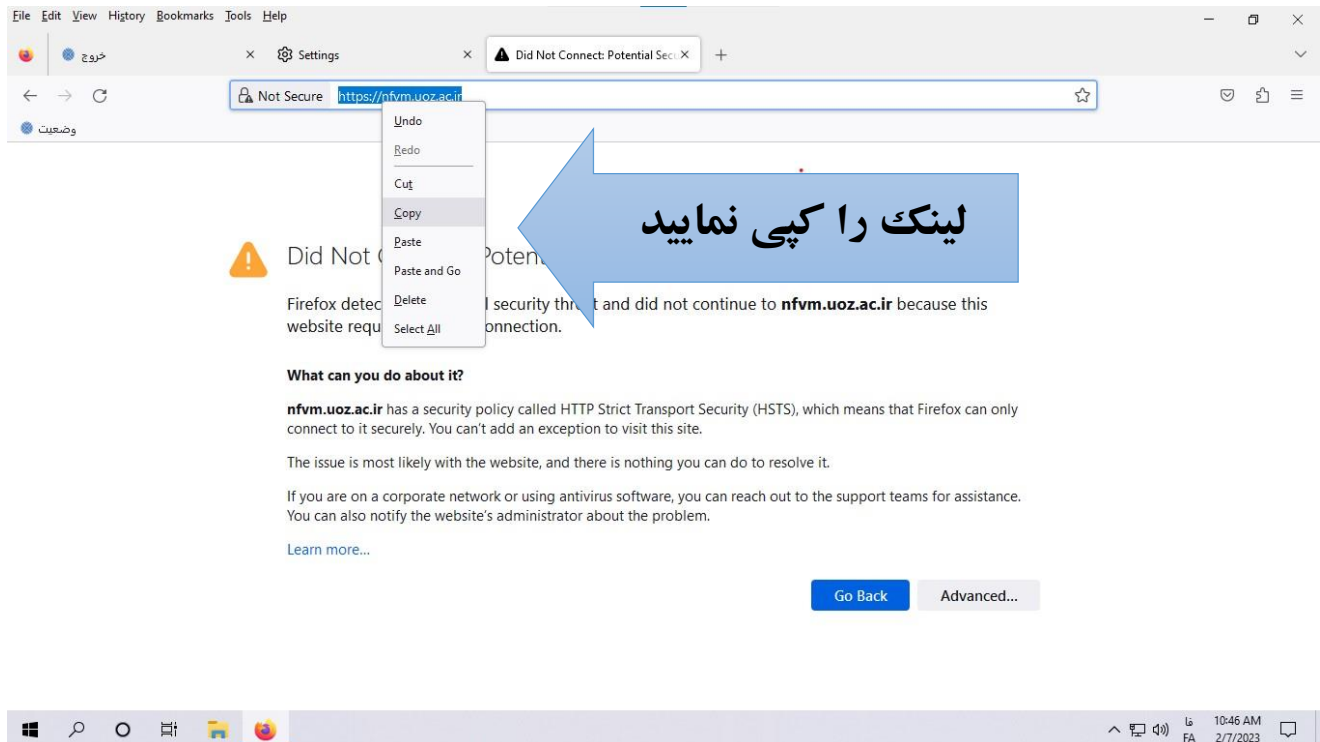 File Edit View History Bookmarks Tools Help
خروج
Settings
Did Not Connect: Potential Sec
Not Secure https://nfvm.uoz.ac.ir
وضعیت
Undo
Redo
Cut
Copy
Paste
Paste and Go
Delete
Select All
لینک را کپی نمایید
Did Not
Firefox detec l security thr t and did not continue to nfvm.uoz.ac.ir because this
website requ onnection.
What can you do about it?
nfvm.uoz.ac.ir has a security policy called HTTP Strict Transport Security (HSTS), which means that Firefox can only
connect to it securely. You can't add an exception to visit this site.
The issue is most likely with the website, and there is nothing you can do to resolve it.
If you are on a corporate network or using antivirus software, you can reach out to the support teams for assistance.
You can also notify the website's administrator about the problem.
Learn more...
Go Back Advanced...
فا 10:46 AM
FA 2/7/2023